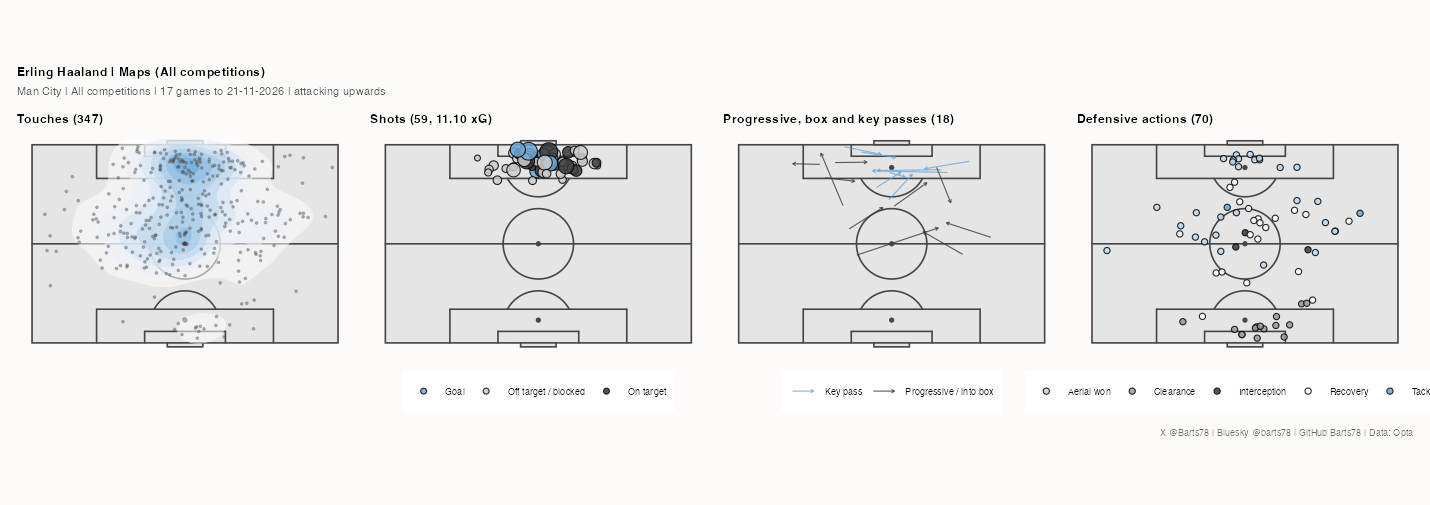 Erling Haaland | Maps (All competitions)
Man City | All competitions | 17 games to 21-11-2026 | attacking upwards
Touches (347)
Shots (59, 11.10 xG)
Progressive, box and key passes (18)
Defensive actions (70)
Goal
Off target / blocked
On target
Key pass
Progressive / into box
Aerial won
Clearance
Interception
Recovery
Tack
X @Barts78 | Bluesky @barts78 | GitHub Barts78 | Data: Opta